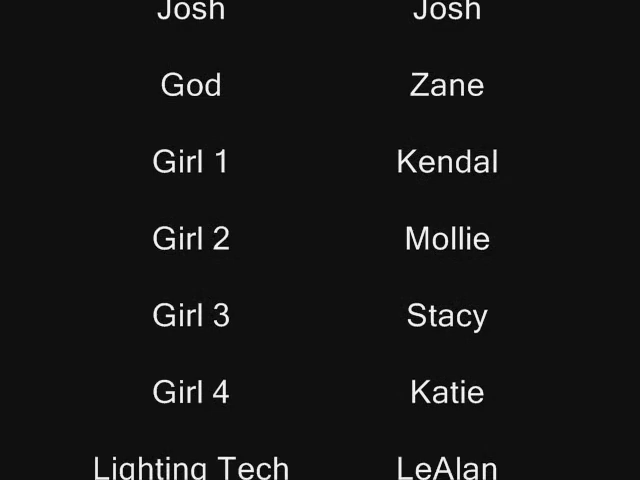 Josh Josh
God Zane
Girl 1 Kendal
Girl 2 Mollie
Girl 3 Stacy
Girl 4 Katie
Lighting Tech LeAlan